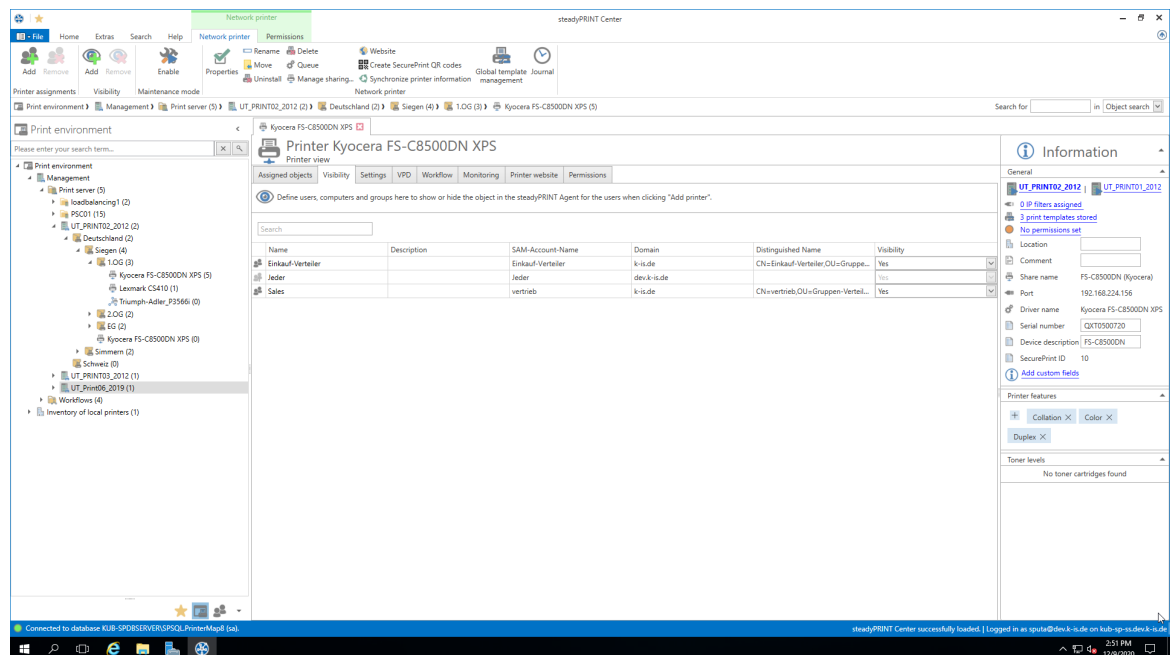 Network printer
steadyPRINT Center
File Home Extras Search Help Network printer Permissions
Add Remove Add Remove Enable Properties
Rename Delete Website
Move Queue Create SecurePrint QR codes
Uninstall Manage sharing... Synchronize printer information
Global template management Journal
Printer assignments Visibility Maintenance mode Network printer
Print environment Management Print server (5) UT_PRINT02_2012 (2) Deutschland (2) Siegen (4) 1.OG (3) Kyocera FS-C8500DN XPS (5)
Search for in Object search
Print environment
Please enter your search term...
Print environment
Management
Print server (5)
loadbalancing1 (2)
PSC01 (15)
UT_PRINT02_2012 (2)
Deutschland (2)
Siegen (4)
1.OG (3)
Kyocera FS-C8500DN XPS (5)
Lexmark CS410 (1)
Triumph-Adler_P3566i (0)
2.OG (2)
EG (2)
Kyocera FS-C8500DN XPS (0)
Simmern (2)
Schweiz (0)
UT_PRINT03_2012 (1)
UT_Print06_2019 (1)
Workflows (4)
Inventory of local printers (1)
Kyocera FS-C8500DN XPS
Printer Kyocera FS-C8500DN XPS
Printer view
Assigned objects Visibility Settings VPD Workflow Monitoring Printer website Permissions
Define users, computers and groups here to show or hide the object in the steadyPRINT Agent for the users when clicking "Add printer".
Search
Name Description SAM-Account-Name Domain Distinguished Name Visibility
Einkauf-Verteiler Einkauf-Verteiler k-is.de CN=Einkauf-Verteiler,OU=Gruppe... Yes
Jeder Jeder dev.k-is.de Yes
Sales vertrieb k-is.de CN=vertrieb,OU=Gruppen-Verteil... Yes
Information
General
UT_PRINT02_2012 | UT_PRINT01_2012
0 IP filters assigned
3 print templates stored
No permissions set
Location
Comment
Share name FS-C8500DN (Kyocera)
Port 192.168.224.156
Driver name Kyocera FS-C8500DN XPS
Serial number QXT0500720
Device description FS-C8500DN
SecurePrint ID 10
Add custom fields
Printer features
+ Collation Color
Duplex
Toner levels
No toner cartridges found
Connected to database KUB-SPDBSERVER\SPSQL.PrinterMap8 (sa).
steadyPRINT Center successfully loaded. | Logged in as sputa@dev.k-is.de on kub-sp-ss.dev.k-is.de
2:51 PM
12/9/2020